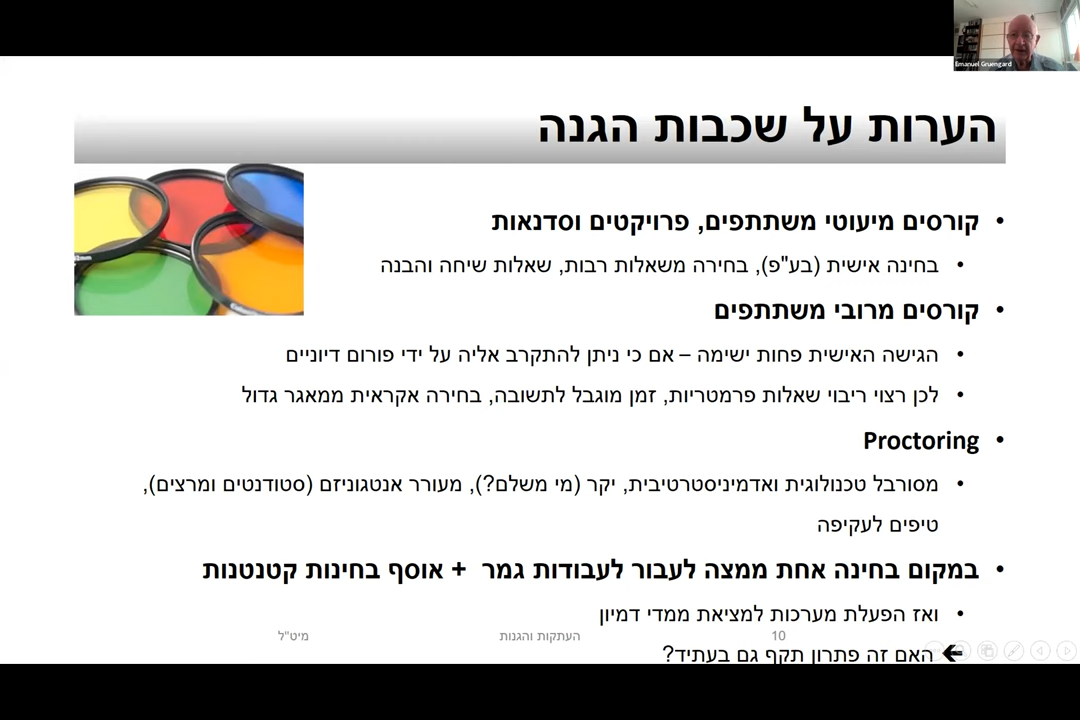 Emanuel Gruengard
הערות על שכבות הגנה
• קורסים מיעוטי משתתפים, פרויקטים וסדנאות
• בחינה אישית (בע"פ), בחירה משאלות רבות, שאלות שיחה והבנה
• קורסים מרובי משתתפים
• הגישה האישית פחות ישימה – אם כי ניתן להתקרב אליה על ידי פורום דיוניים
• לכן רצוי ריבוי שאלות פרמטריות, זמן מוגבל לתשובה, בחירה אקראית ממאגר גדול
• Proctoring
• מסורבל טכנולוגית ואדמיניסטרטיבית, יקר (מי משלם?), מעורר אנטגוניזם (סטודנטים ומרצים),
טיפים לעקיפה
• במקום בחינה אחת ממצה לעבור לעבודות גמר + אוסף בחינות קטנטנות
• ואז הפעלת מערכות למציאת ממדי דמיון
10
העתקות והגנות
מיט"ל
← האם זה פתרון תקף גם בעתיד?